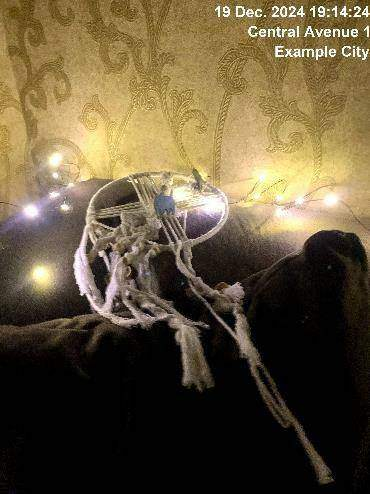 19 Dec. 2024 19:14:24
Central Avenue 1
Example City